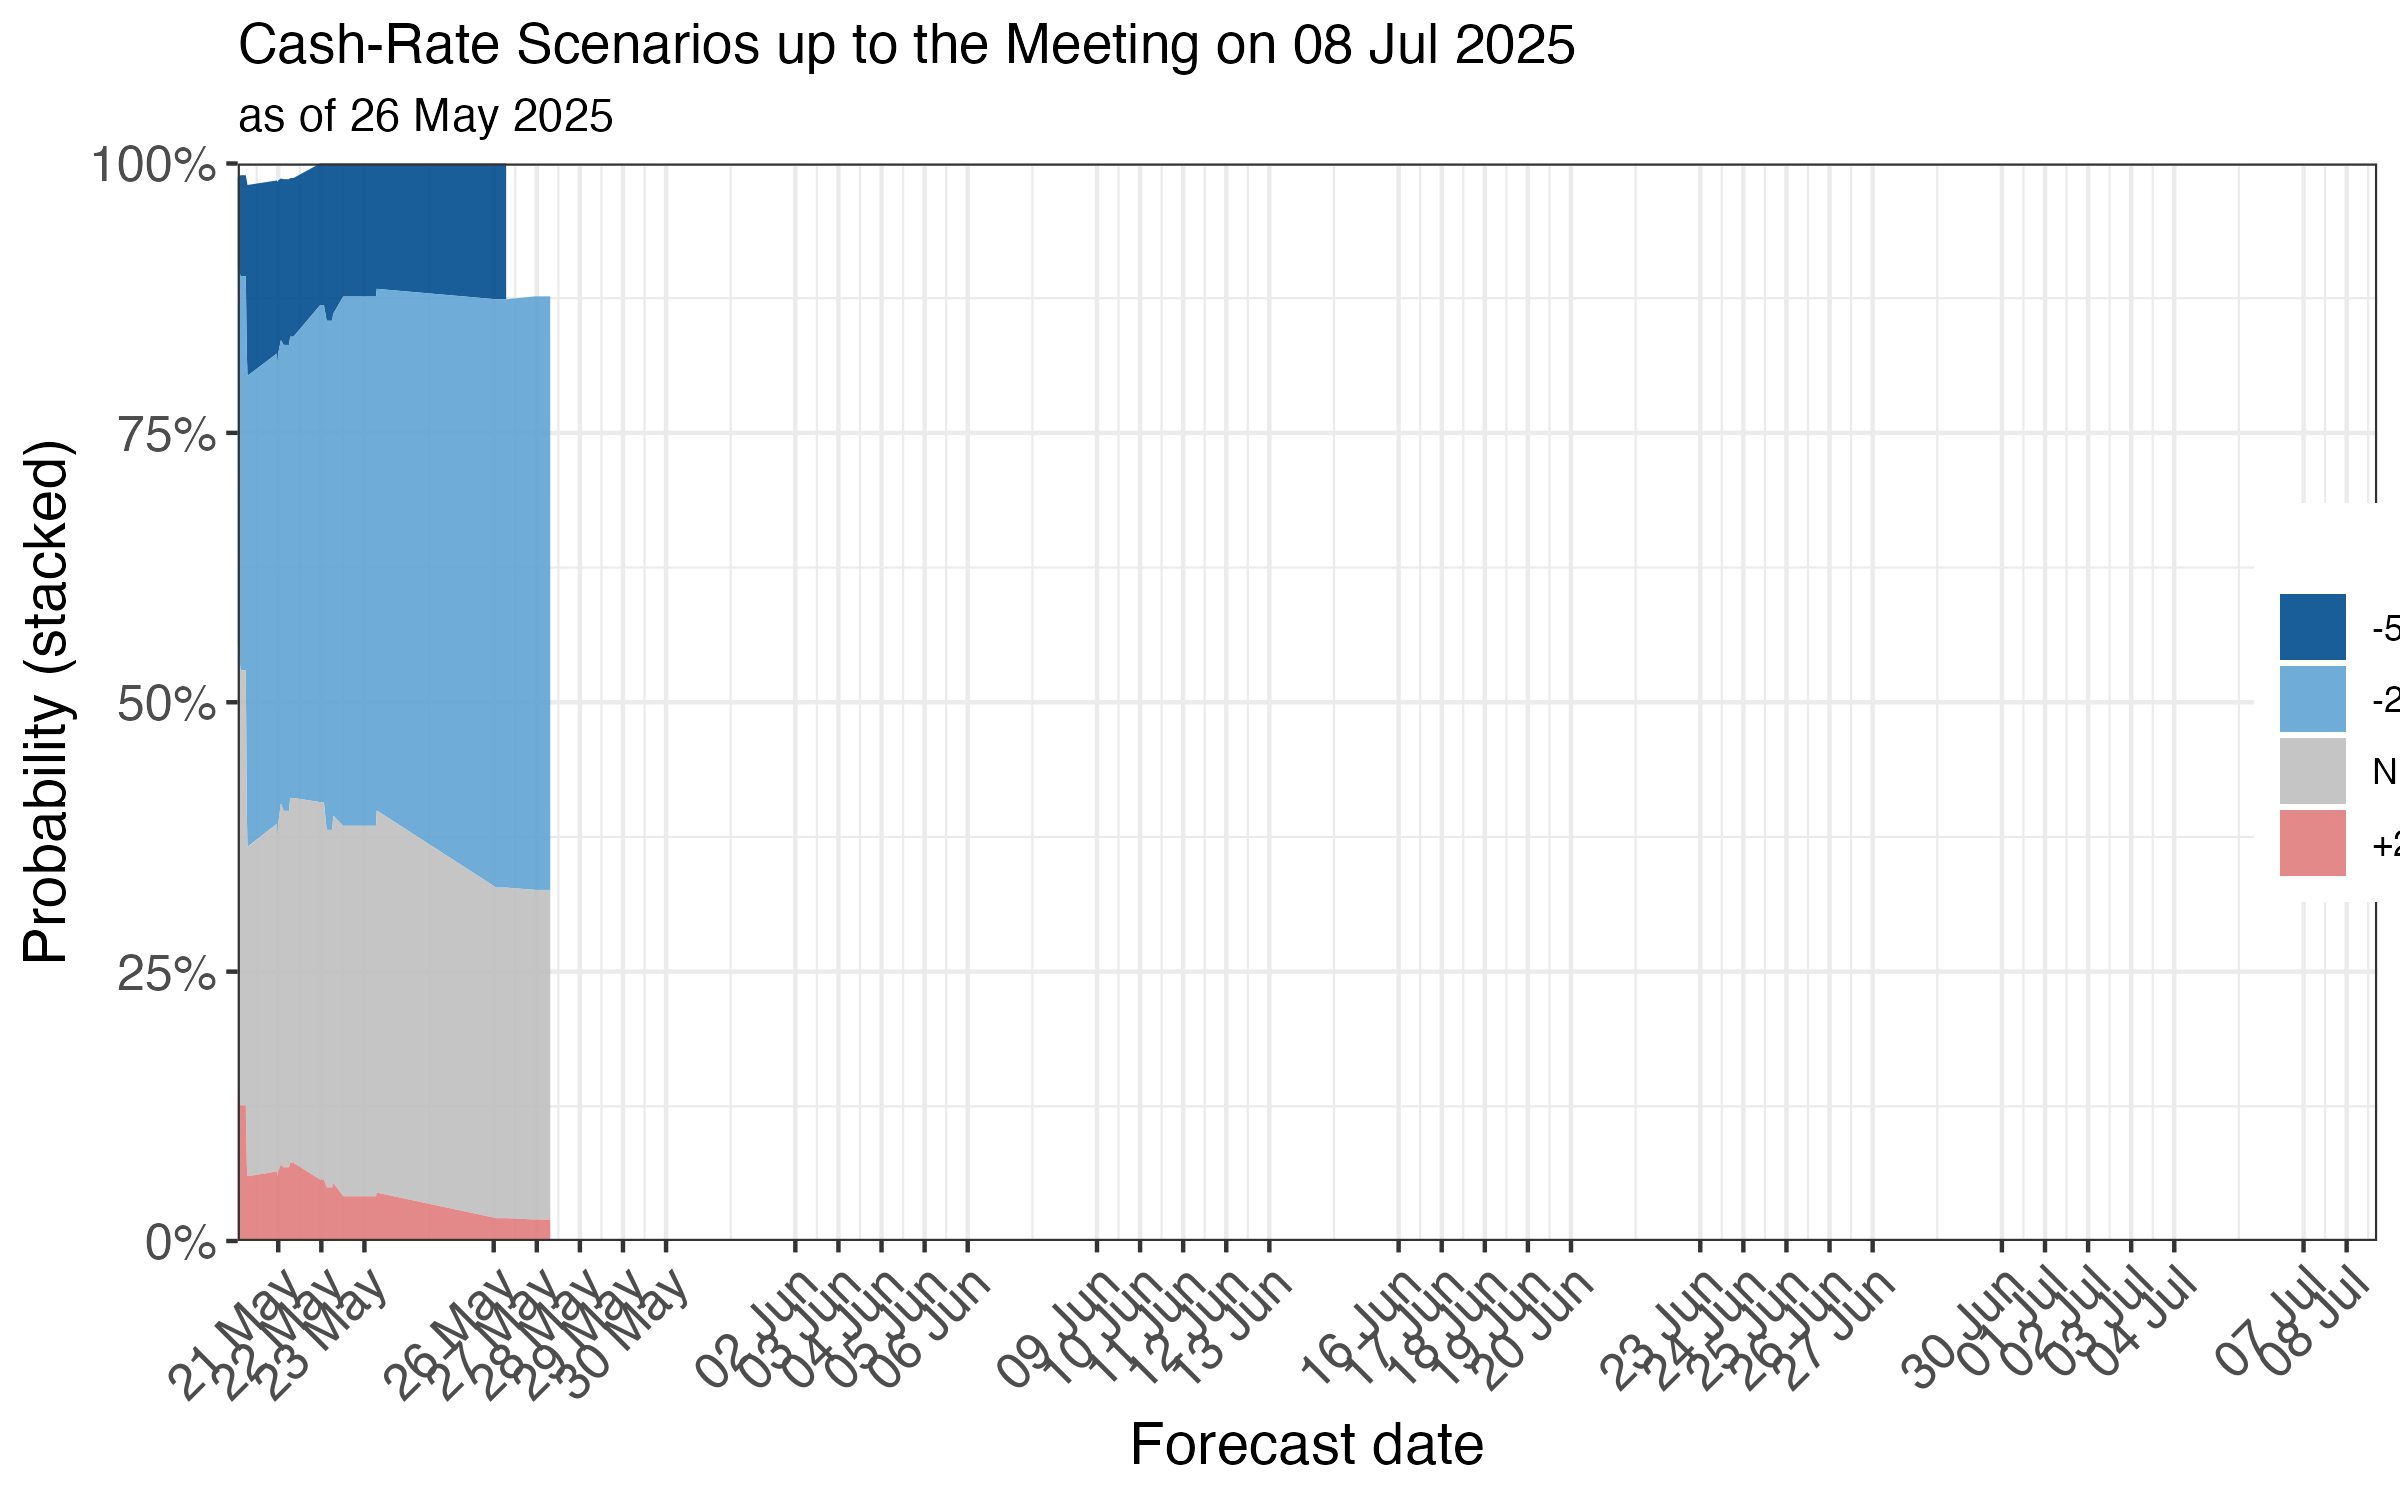 Cash-Rate Scenarios up to the Meeting on 08 Jul 2025
as of 26 May 2025
Probability (stacked)
100%
75%
50%
25%
0%
-5
-2
N
+2
21 May
22 May
23 May
26 May
27 May
28 May
29 May
30 May
02 Jun
03 Jun
04 Jun
05 Jun
06 Jun
09 Jun
10 Jun
11 Jun
12 Jun
13 Jun
16 Jun
17 Jun
18 Jun
19 Jun
20 Jun
23 Jun
24 Jun
25 Jun
26 Jun
27 Jun
30 Jun
01 Jul
02 Jul
03 Jul
04 Jul
07 Jul
08 Jul
Forecast date